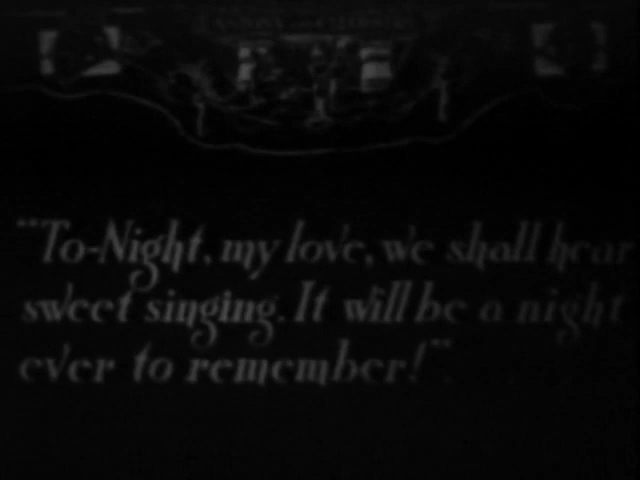 "To-Night, my love, we shall hear
sweet singing. It will be a night
ever to remember!"